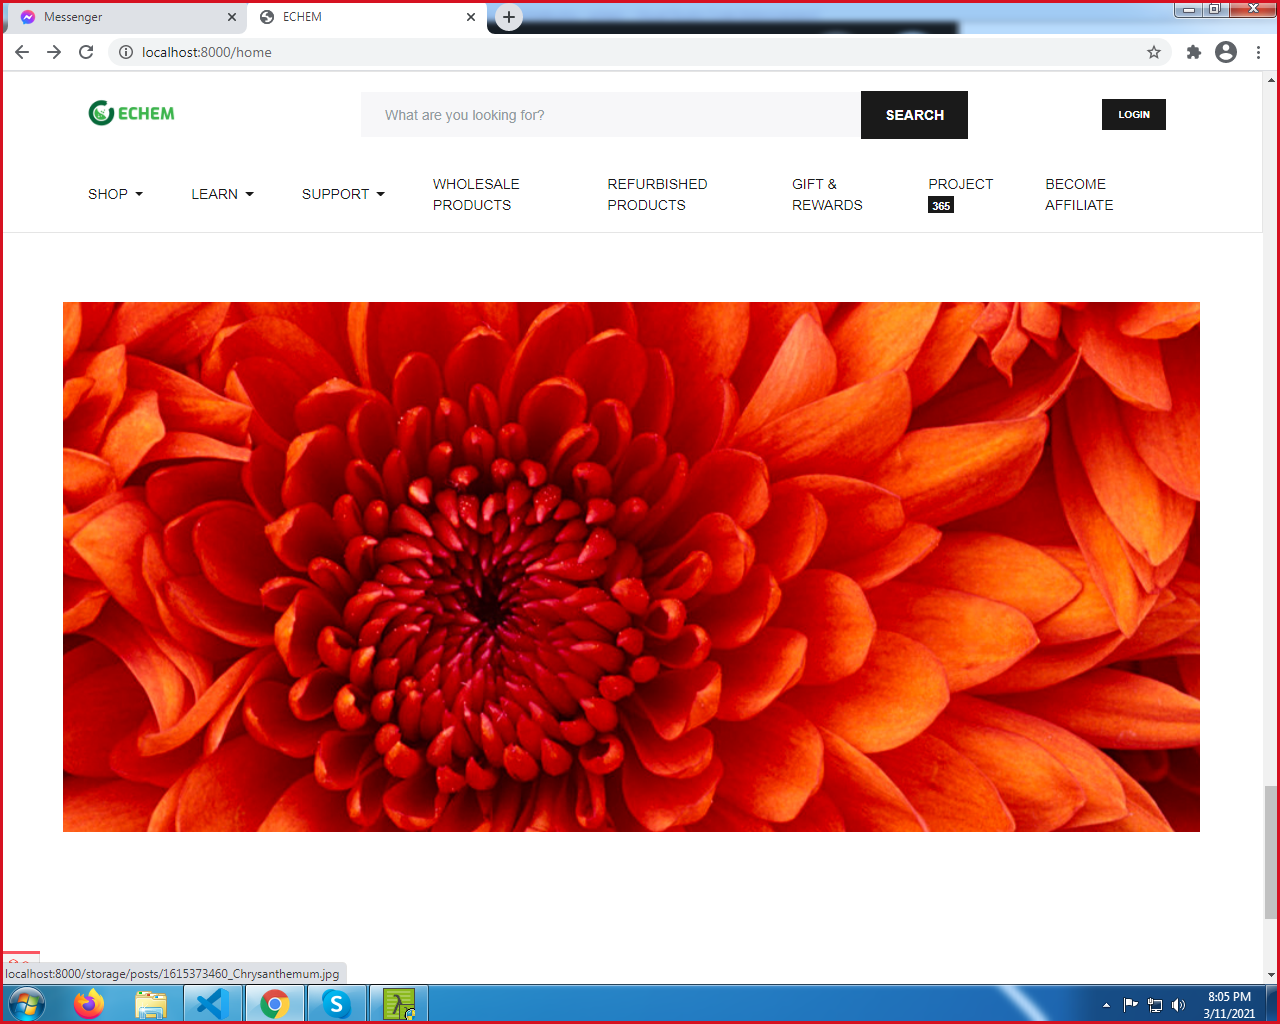 Messenger
ECHEM
localhost:8000/home
ECHEM
What are you looking for?
SEARCH
LOGIN
SHOP
LEARN
SUPPORT
WHOLESALE
PRODUCTS
REFURBISHED
PRODUCTS
GIFT &
REWARDS
PROJECT
365
BECOME
AFFILIATE
localhost:8000/storage/posts/1615373460_Chrysanthemum.jpg
8:05 PM
3/11/2021